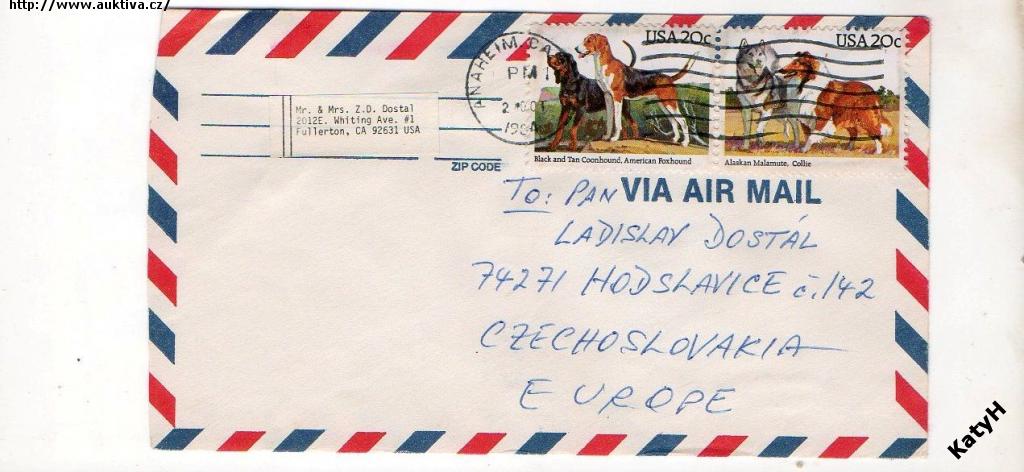 http://www.auktiva.cz/
ANAHEIM, CA
PM
USA 20c
USA 20c
Black and Tan Coonhound, American Foxhound
Alaskan Malamute, Collie
Mr. & Mrs. Z.D. Dostal
2012E. Whiting Ave. #1
Fullerton, CA 92631 USA
ZIP CODE
VIA AIR MAIL
To: PAN
LADISLAV DOSTÁL
74271 HODSLAVICE č.142
CZECHOSLOVAKIA
EUROPE
KatyH